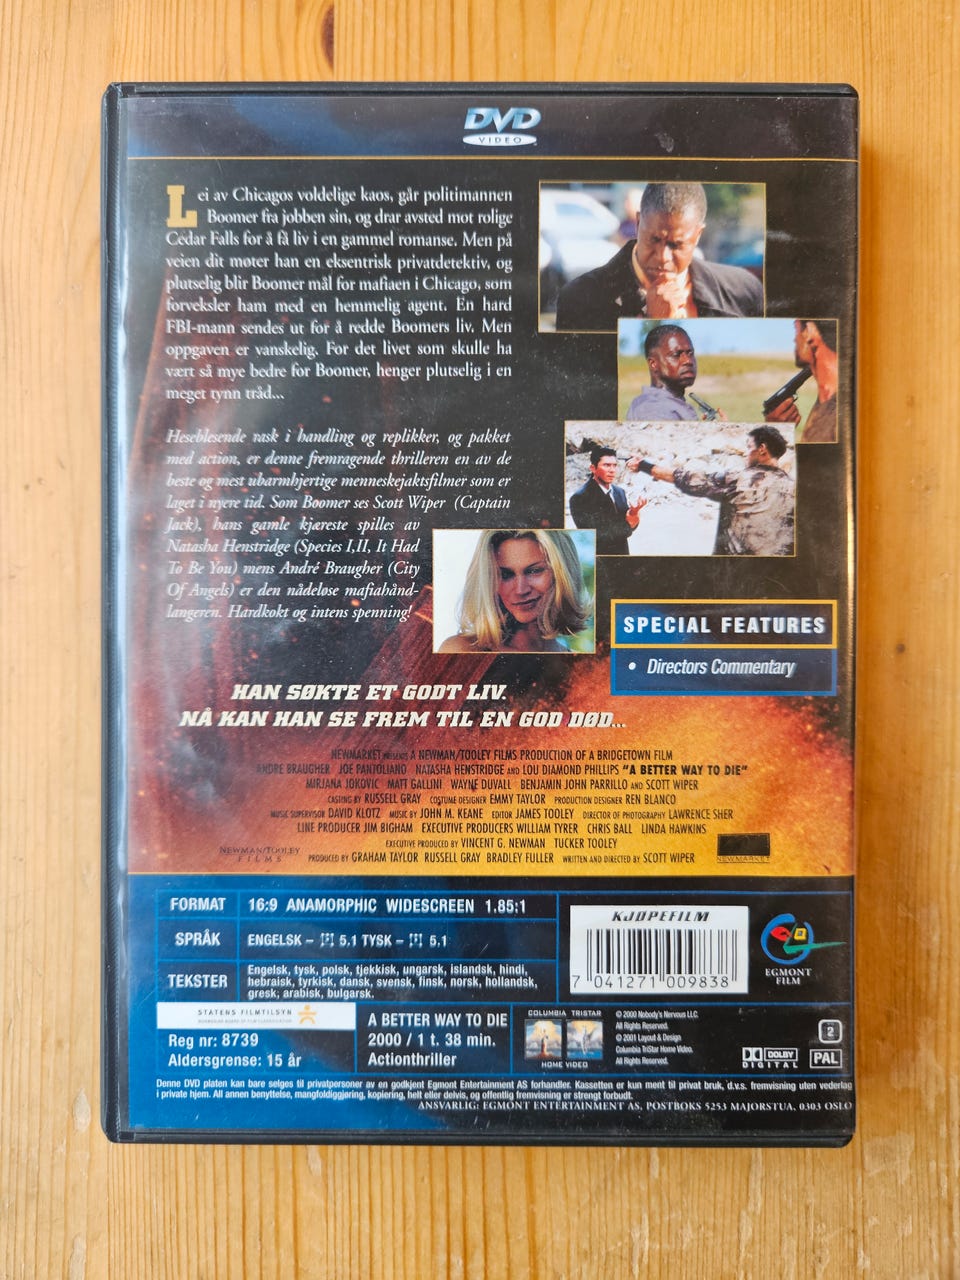 DVD
VIDEO
Lei av Chicagos voldelige kaos, går politimannen
Boomer fra jobben sin, og drar avsted mot rolige
Cedar Falls for å få liv i en gammel romanse. Men på
veien dit møter han en eksentrisk privatdetektiv, og
plutselig blir Boomer mål for mafiaen i Chicago, som
forveksler ham med en hemmelig agent. En hard
FBI-mann sendes ut for å redde Boomers liv. Men
oppgaven er vanskelig. For det livet som skulle ha
vært så mye bedre for Boomer, henger plutselig i en
meget tynn tråd...
Heseblesende rask i handling og replikker, og pakket
med action, er denne fremragende thrilleren en av de
beste og mest ubarmhjertige menneskejaktsfilmer som er
laget i nyere tid. Som Boomer ses Scott Wiper (Captain
Jack), hans gamle kjæreste spilles av
Natasha Henstridge (Species I,II, It Had
To Be You) mens André Braugher (City
Of Angels) er den nådeløse mafiahånd-
langeren. Hardkokt og intens spenning!
SPECIAL FEATURES
• Directors Commentary
HAN SØKTE ET GODT LIV.
NÅ KAN HAN SE FREM TIL EN GOD DØD...
NEWMARKET PRESENTS A NEWMAN/TOOLEY FILMS PRODUCTION OF A BRIDGETOWN FILM
ANDRE BRAUGHER JOE PANTOLIANO NATASHA HENSTRIDGE AND LOU DIAMOND PHILLIPS "A BETTER WAY TO DIE"
MIRJANA JOKOVIC MATT GALLINI WAYNE DUVALL BENJAMIN JOHN PARRILLO AND SCOTT WIPER
CASTING BY RUSSELL GRAY COSTUME DESIGNER EMMY TAYLOR PRODUCTION DESIGNER REN BLANCO
MUSIC SUPERVISOR DAVID KLOTZ MUSIC BY JOHN M. KEANE EDITOR JAMES TOOLEY DIRECTOR OF PHOTOGRAPHY LAWRENCE SHER
LINE PRODUCER JIM BIGHAM EXECUTIVE PRODUCERS WILLIAM TYRER CHRIS BALL LINDA HAWKINS
EXECUTIVE PRODUCED BY VINCENT G. NEWMAN TUCKER TOOLEY
PRODUCED BY GRAHAM TAYLOR RUSSELL GRAY BRADLEY FULLER WRITTEN AND DIRECTED BY SCOTT WIPER
NEWMAN/TOOLEY
FILMS
NEWMARKET
FORMAT 16:9 ANAMORPHIC WIDESCREEN 1.85:1
SPRÅK ENGELSK – 5.1 TYSK – 5.1
TEKSTER
Engelsk, tysk, polsk, tjekkisk, ungarsk, islandsk, hindi,
hebraisk, tyrkisk, dansk, svensk, finsk, norsk, hollandsk,
gresk, arabisk, bulgarsk.
KJØPEFILM
7 041271 009838
EGMONT
FILM
STATENS FILMTILSYN
NORWEGIAN BOARD OF FILM CLASSIFICATION
Reg nr: 8739
Aldersgrense: 15 år
A BETTER WAY TO DIE
2000 / 1 t. 38 min.
Actionthriller
COLUMBIA TRISTAR
HOME VIDEO
© 2000 Nobody's Nervous LLC.
All Rights Reserved.
© 2001 Layout & Design
Columbia TriStar Home Video.
All Rights Reserved.
DOLBY
DIGITAL
2
PAL
Denne DVD platen kan bare selges til privatpersoner av en godkjent Egmont Entertainment AS forhandler. Kassetten er kun ment til privat bruk, d.v.s. fremvisning uten vederlag
i private hjem. All annen benyttelse, mangfoldiggjøring, kopiering, helt eller delvis, og offentlig fremvisning er strengt forbudt.
ANSVARLIG: EGMONT ENTERTAINMENT AS, POSTBOKS 5253 MAJORSTUA, 0303 OSLO